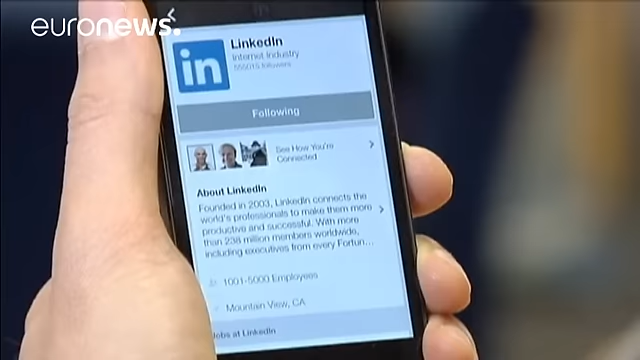 euronews.
in
LinkedIn
Internet Industry
555015 followers
Following
See How You're
Connected
About LinkedIn
Founded in 2003, LinkedIn connects the
world's professionals to make them more
productive and successful. With more
than 238 million members worldwide,
including executives from every Fortun...
1001-5000 Employees
Mountain View, CA
Jobs at LinkedIn